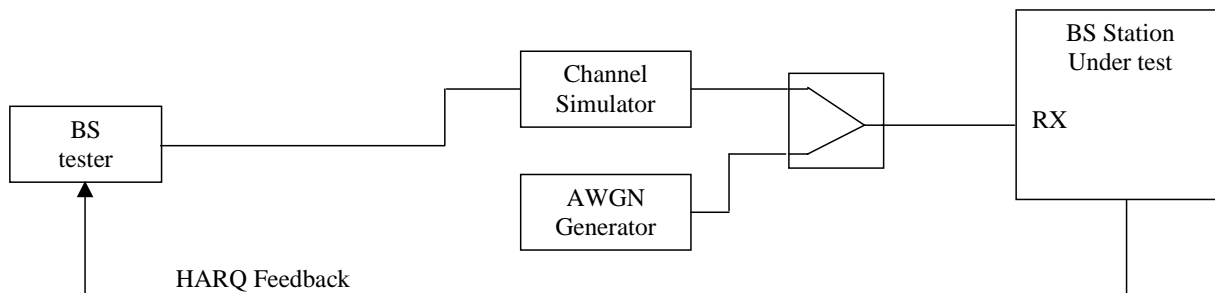 BS
tester
Channel
Simulator
AWGN
Generator
BS Station
Under test
RX
HARQ Feedback